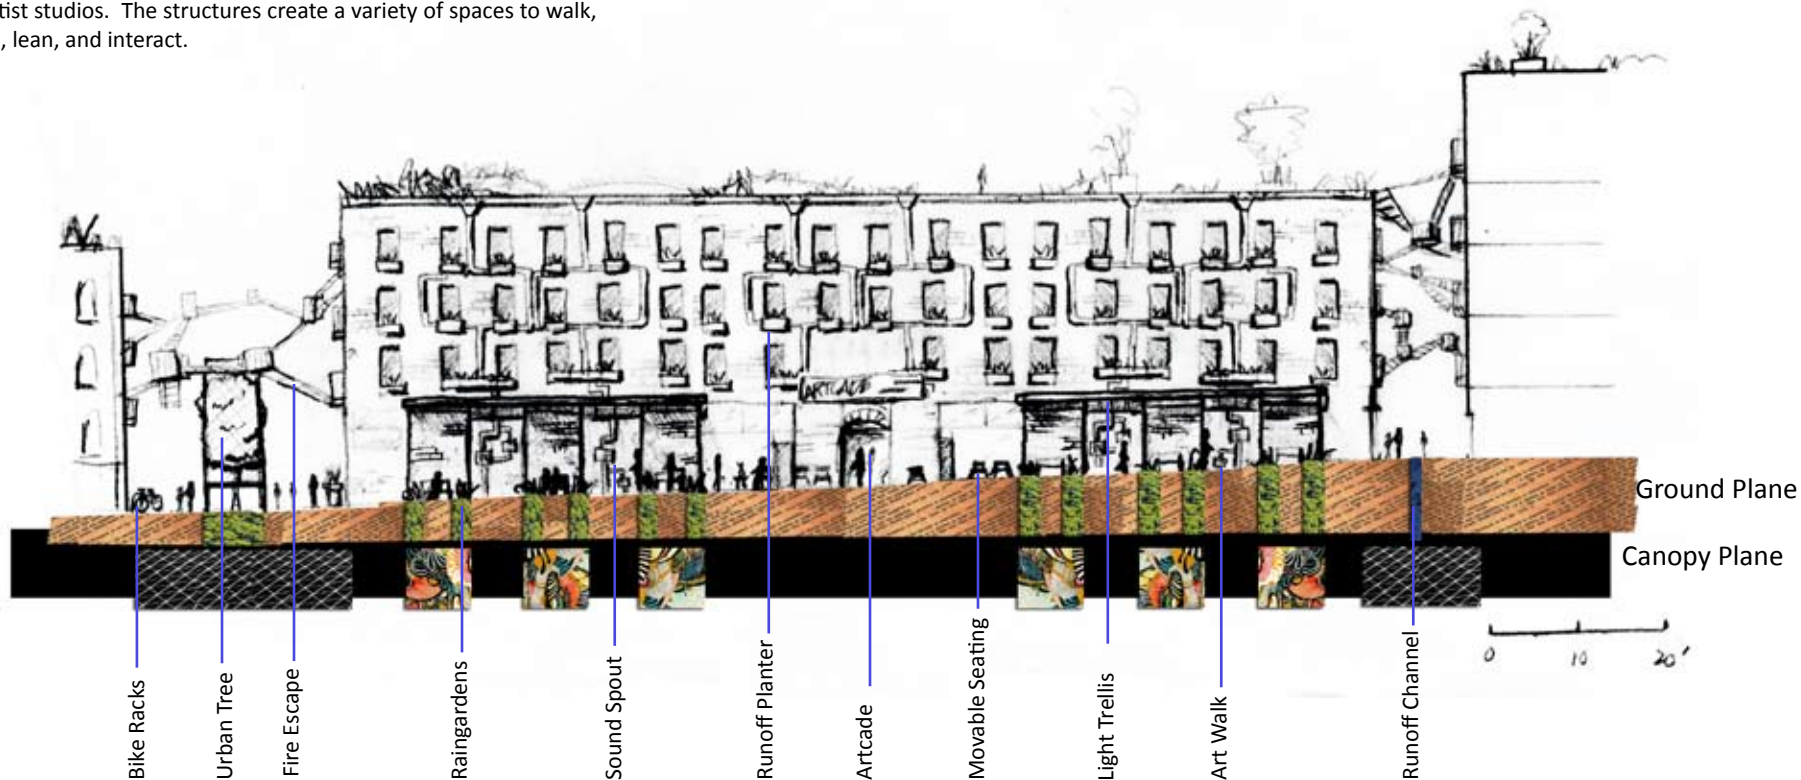 tist studios. The structures create a variety of spaces to walk,
, lean, and interact.
ARTCADE
Ground Plane
Canopy Plane
0 10 20'
Bike Racks
Urban Tree
Fire Escape
Raingardens
Sound Spout
Runoff Planter
Artcade
Movable Seating
Light Trellis
Art Walk
Runoff Channel